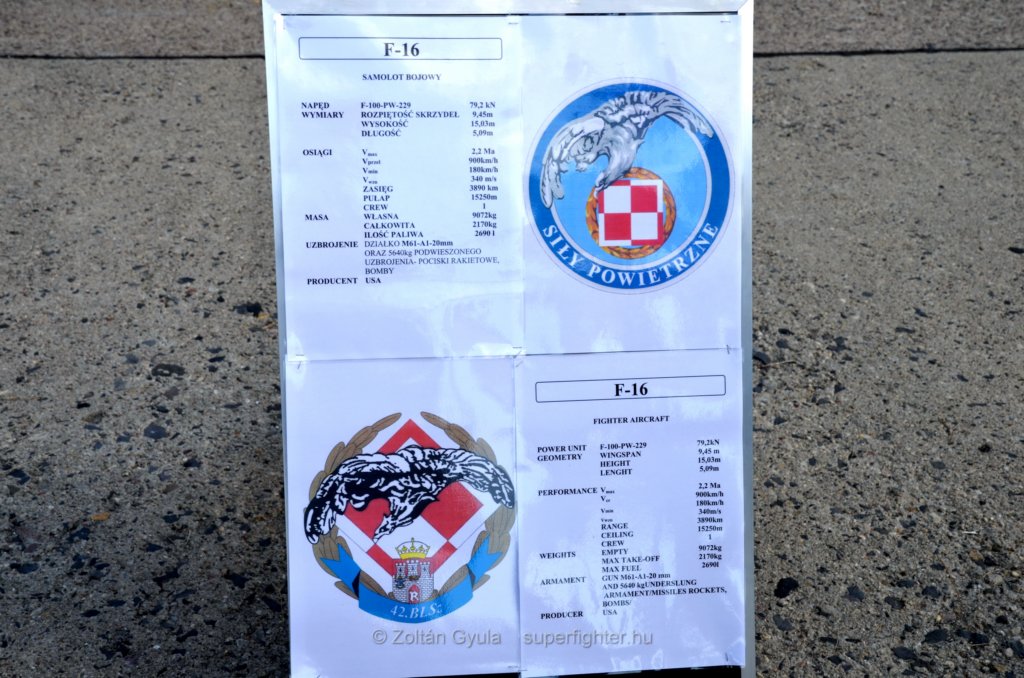 F-16
SAMOLOT BOJOWY
NAPĘD F-100-PW-229 79,2 kN
WYMIARY ROZPIĘTOŚĆ SKRZYDEŁ 9,45m
WYSOKOŚĆ 15,03m
DŁUGOŚĆ 5,09m
OSIĄGI Vmax 2,2 Ma
Vprzel 900km/h
Vmin 180km/h
Vwzn 340 m/s
ZASIĘG 3890 km
PUŁAP 15250m
CREW 1
MASA WŁASNA 9072kg
CAŁKOWITA 2170kg
ILOŚĆ PALIWA 2690 l
UZBROJENIE DZIAŁKO M61-A1-20mm
ORAZ 5640kg PODWIESZONEGO
UZBROJENIA- POCISKI RAKIETOWE,
BOMBY
PRODUCENT USA
SIŁY POWIETRZNE
42.BLSz
R
F-16
FIGHTER AIRCRAFT
POWER UNIT F-100-PW-229 79,2kN
GEOMETRY WINGSPAN 9,45 m
HEIGHT 15,03m
LENGHT 5,09m
PERFORMANCE Vmax 2,2 Ma
900km/h
Vmin 180km/h
340m/s
RANGE 3890km
CEILING 15250m
CREW 1
WEIGHTS EMPTY 9072kg
MAX TAKE-OFF 2170kg
MAX FUEL 2690l
ARMAMENT GUN M61-A1-20 mm
AND 5640 kgUNDERSLUNG
ARMAMENT/MISSILES ROCKETS,
BOMBS/
PRODUCER USA
© Zoltán Gyula superfighter.hu